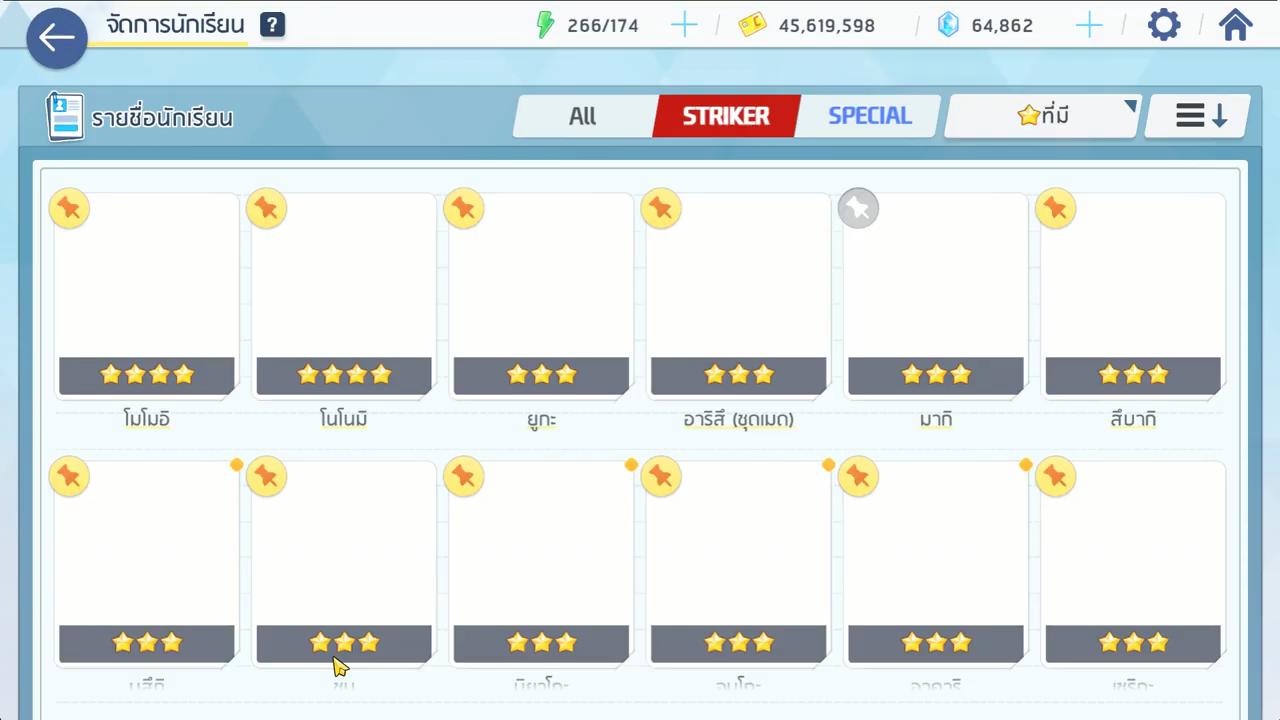 จัดการนักเรียน ?
266/174
45,619,598
64,862
รายชื่อนักเรียน
All
STRIKER
SPECIAL
ที่มี
โมโมอิ
โนโนมิ
ยูกะ
อาริสึ (ชุดเมด)
มากิ
สึบากิ